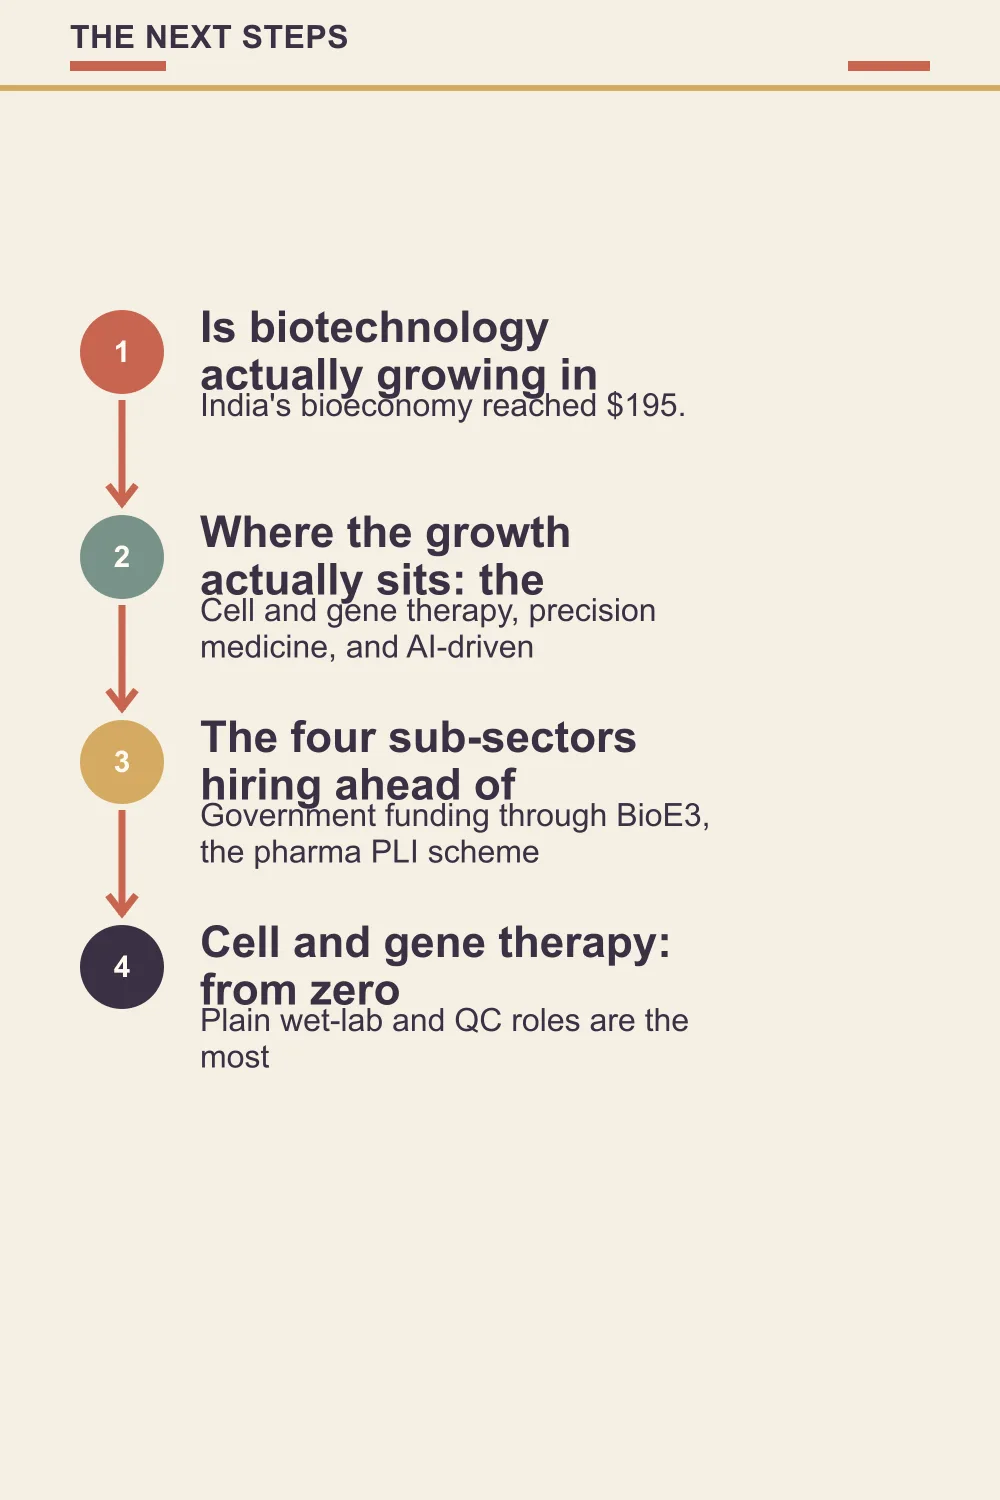 THE NEXT STEPS
1
Is biotechnology
actually growing in
India's bioeconomy reached $195.
2
Where the growth
actually sits: the
Cell and gene therapy, precision
medicine, and AI-driven
3
The four sub-sectors
hiring ahead of
Government funding through BioE3,
the pharma PLI scheme
4
Cell and gene therapy:
from zero
Plain wet-lab and QC roles are the
most